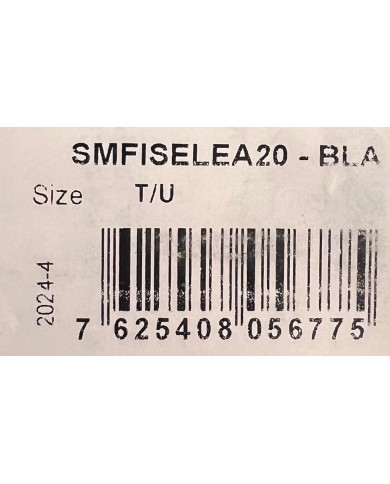 SMFISELEA20 - BLA
Size T/U
2024-4
7 625408 056775